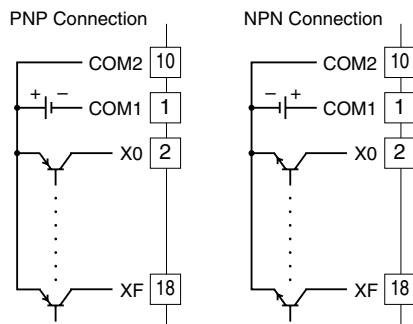 PNP Connection
COM2 10
+ − COM1 1
X0 2
XF 18
NPN Connection
COM2 10
− + COM1 1
X0 2
XF 18